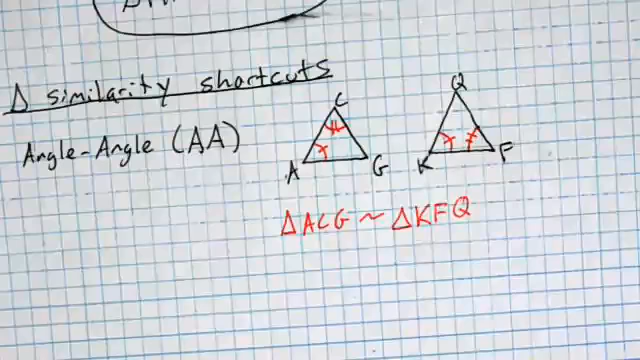 Δ similarity shortcuts
Angle-Angle (AA)
C
A
G
Q
K
F
ΔACG ~ ΔKFQ